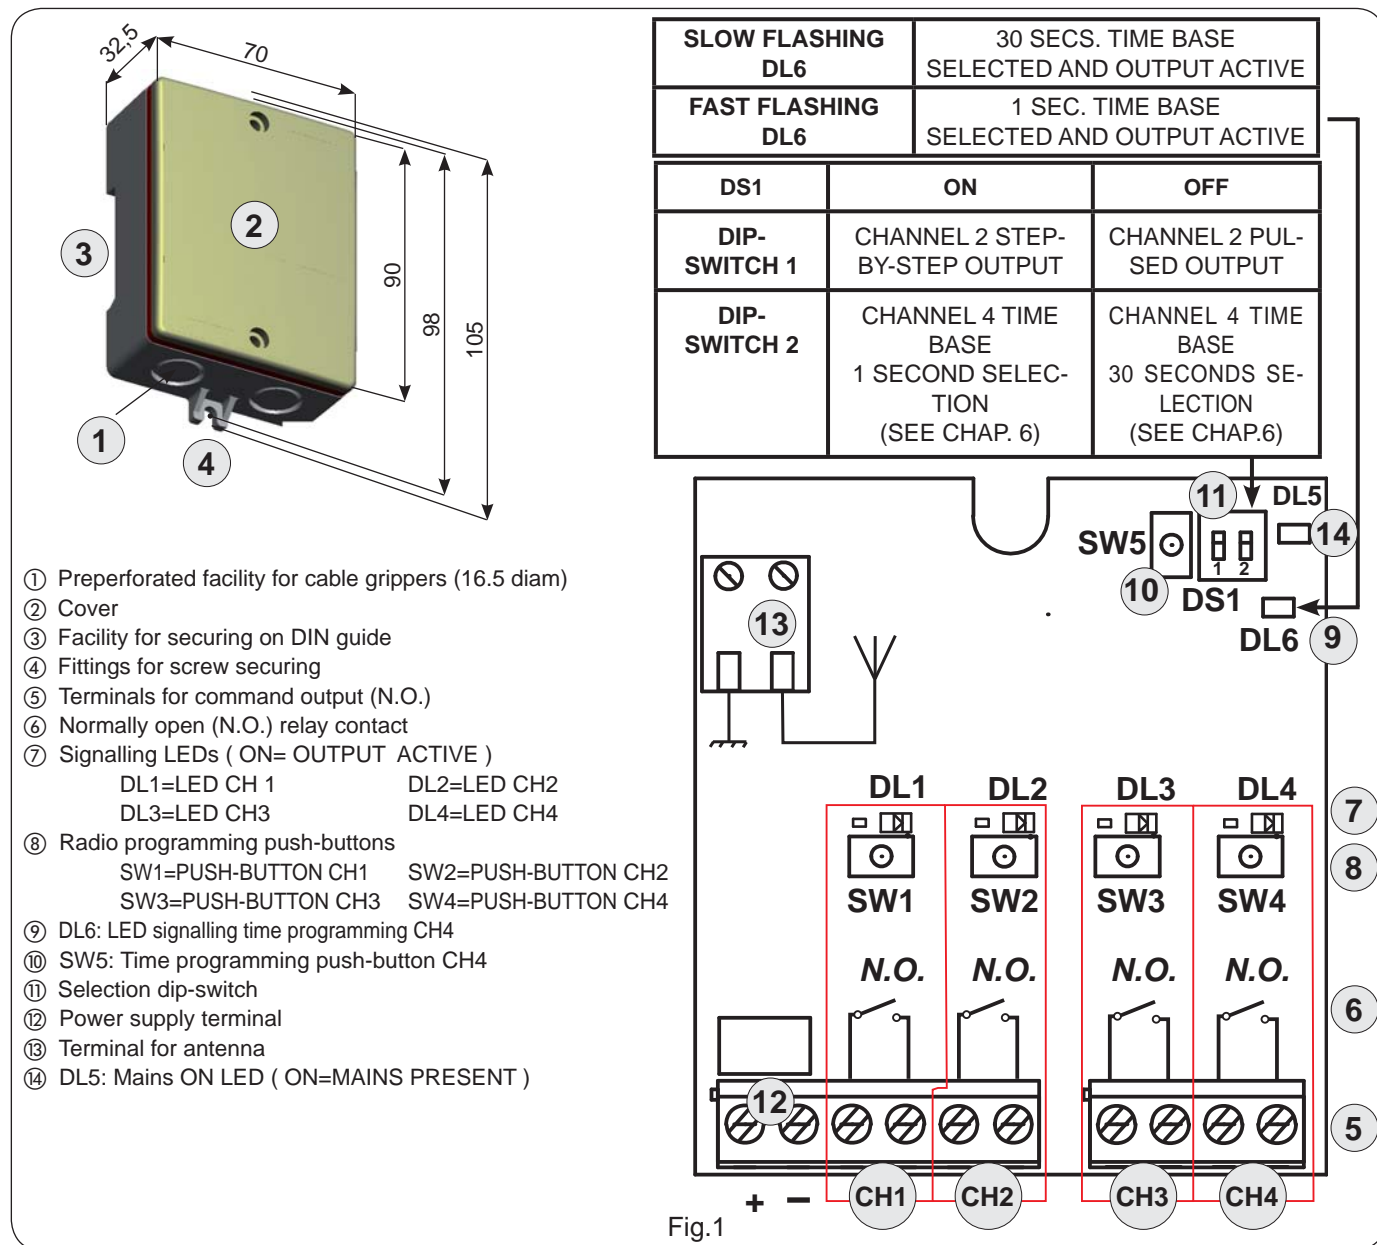 32,5
70
90
98
105
2
3
1
4
SLOW FLASHING
DL6
30 SECS. TIME BASE
SELECTED AND OUTPUT ACTIVE
FAST FLASHING
DL6
1 SEC. TIME BASE
SELECTED AND OUTPUT ACTIVE
DS1 ON OFF
DIP-
SWITCH 1
CHANNEL 2 STEP-
BY-STEP OUTPUT
CHANNEL 2 PUL-
SED OUTPUT
DIP-
SWITCH 2
CHANNEL 4 TIME
BASE
1 SECOND SELEC-
TION
(SEE CHAP. 6)
CHANNEL 4 TIME
BASE
30 SECONDS SE-
LECTION
(SEE CHAP.6)
① Preperforated facility for cable grippers (16.5 diam)
② Cover
③ Facility for securing on DIN guide
④ Fittings for screw securing
⑤ Terminals for command output (N.O.)
⑥ Normally open (N.O.) relay contact
⑦ Signalling LEDs ( ON= OUTPUT ACTIVE )
DL1=LED CH 1 DL2=LED CH2
DL3=LED CH3 DL4=LED CH4
⑧ Radio programming push-buttons
SW1=PUSH-BUTTON CH1 SW2=PUSH-BUTTON CH2
SW3=PUSH-BUTTON CH3 SW4=PUSH-BUTTON CH4
⑨ DL6: LED signalling time programming CH4
⑩ SW5: Time programming push-button CH4
⑪ Selection dip-switch
⑫ Power supply terminal
⑬ Terminal for antenna
⑭ DL5: Mains ON LED ( ON=MAINS PRESENT )
11 DL5
SW5 14
1 2
10 DS1
13
DL6 9
DL1 DL2 DL3 DL4
7
8
SW1 SW2 SW3 SW4
N.O. N.O. N.O. N.O.
6
12
5
+ − CH1 CH2 CH3 CH4
Fig.1